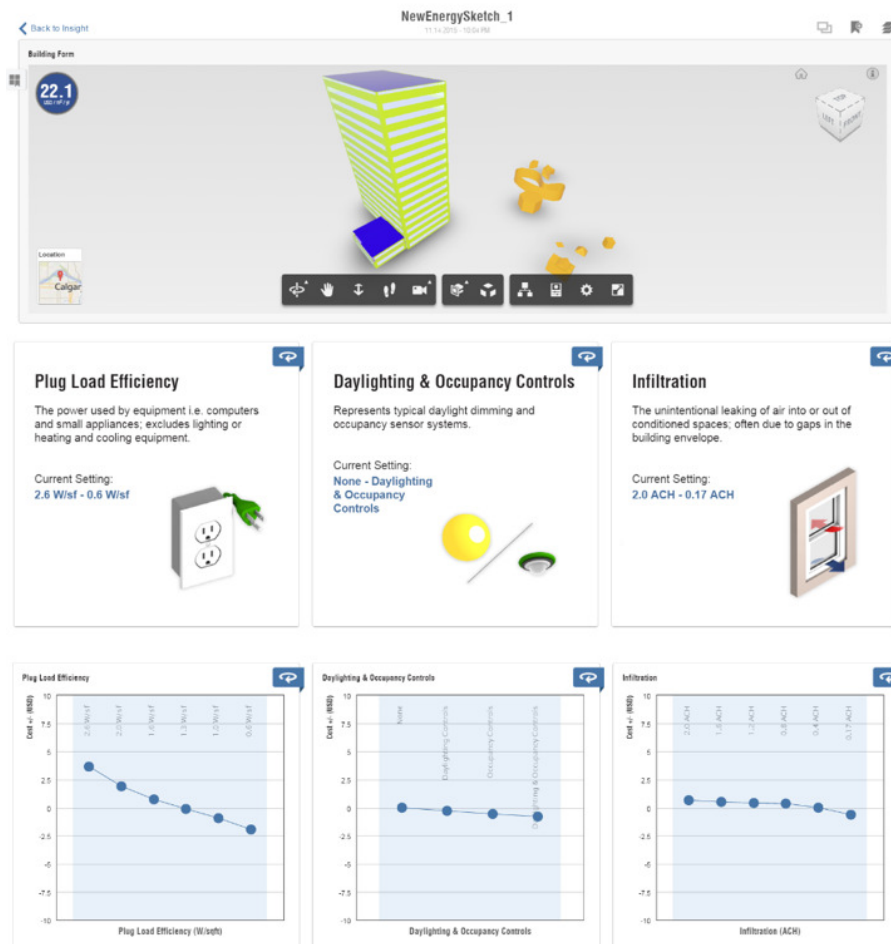 NewEnergySketch_1
Back to Insight
Building Form
22.1
Location
Calgar
LEFT
FRONT
Plug Load Efficiency
The power used by equipment i.e. computers
and small appliances; excludes lighting or
heating and cooling equipment.
Current Setting:
2.6 W/sf - 0.6 W/sf
Daylighting & Occupancy Controls
Represents typical daylight dimming and
occupancy sensor systems.
Current Setting:
None - Daylighting
& Occupancy
Controls
Infiltration
The unintentional leaking of air into or out of
conditioned spaces; often due to gaps in the
building envelope.
Current Setting:
2.0 ACH - 0.17 ACH
Plug Load Efficiency
Cost +/- (USD)
10
7.5
5
2.5
0
-2.5
-5
-7.5
-10
2.6 W/sf
2.0 W/sf
1.6 W/sf
1.3 W/sf
1.0 W/sf
0.6 W/sf
Plug Load Efficiency (W/sqft)
Daylighting & Occupancy Controls
Cost +/- (USD)
10
7.5
5
2.5
0
-2.5
-5
-7.5
-10
None
Daylighting Controls
Occupancy Controls
Daylighting & Occupancy Controls
Daylighting & Occupancy Controls
Infiltration
Cost +/- (USD)
10
7.5
5
2.5
0
-2.5
-5
-7.5
-10
2.0 ACH
1.6 ACH
1.2 ACH
0.8 ACH
0.4 ACH
0.17 ACH
Infiltration (ACH)